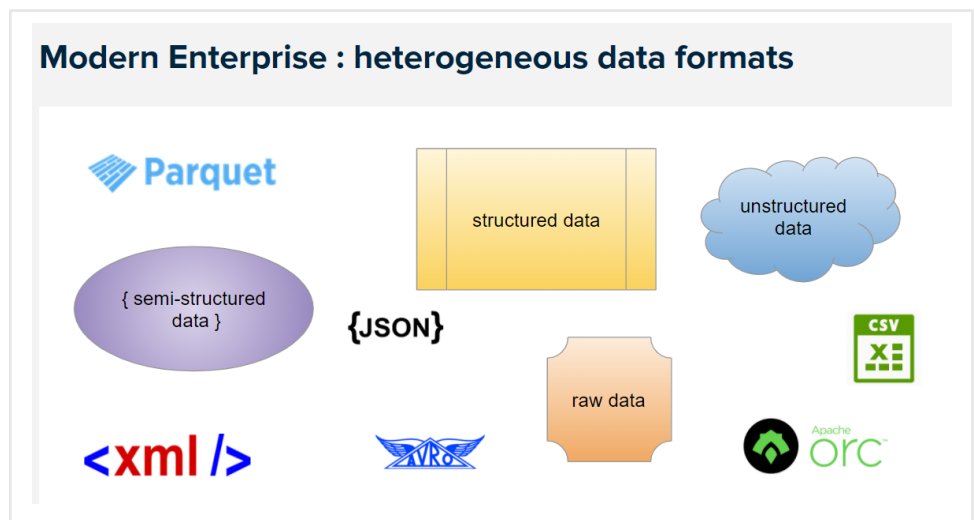 Modern Enterprise : heterogeneous data formats
Parquet
structured data
unstructured
data
{ semi-structured
data }
{JSON}
CSV
X
raw data
<xml />
AVRO
Apache
orc™